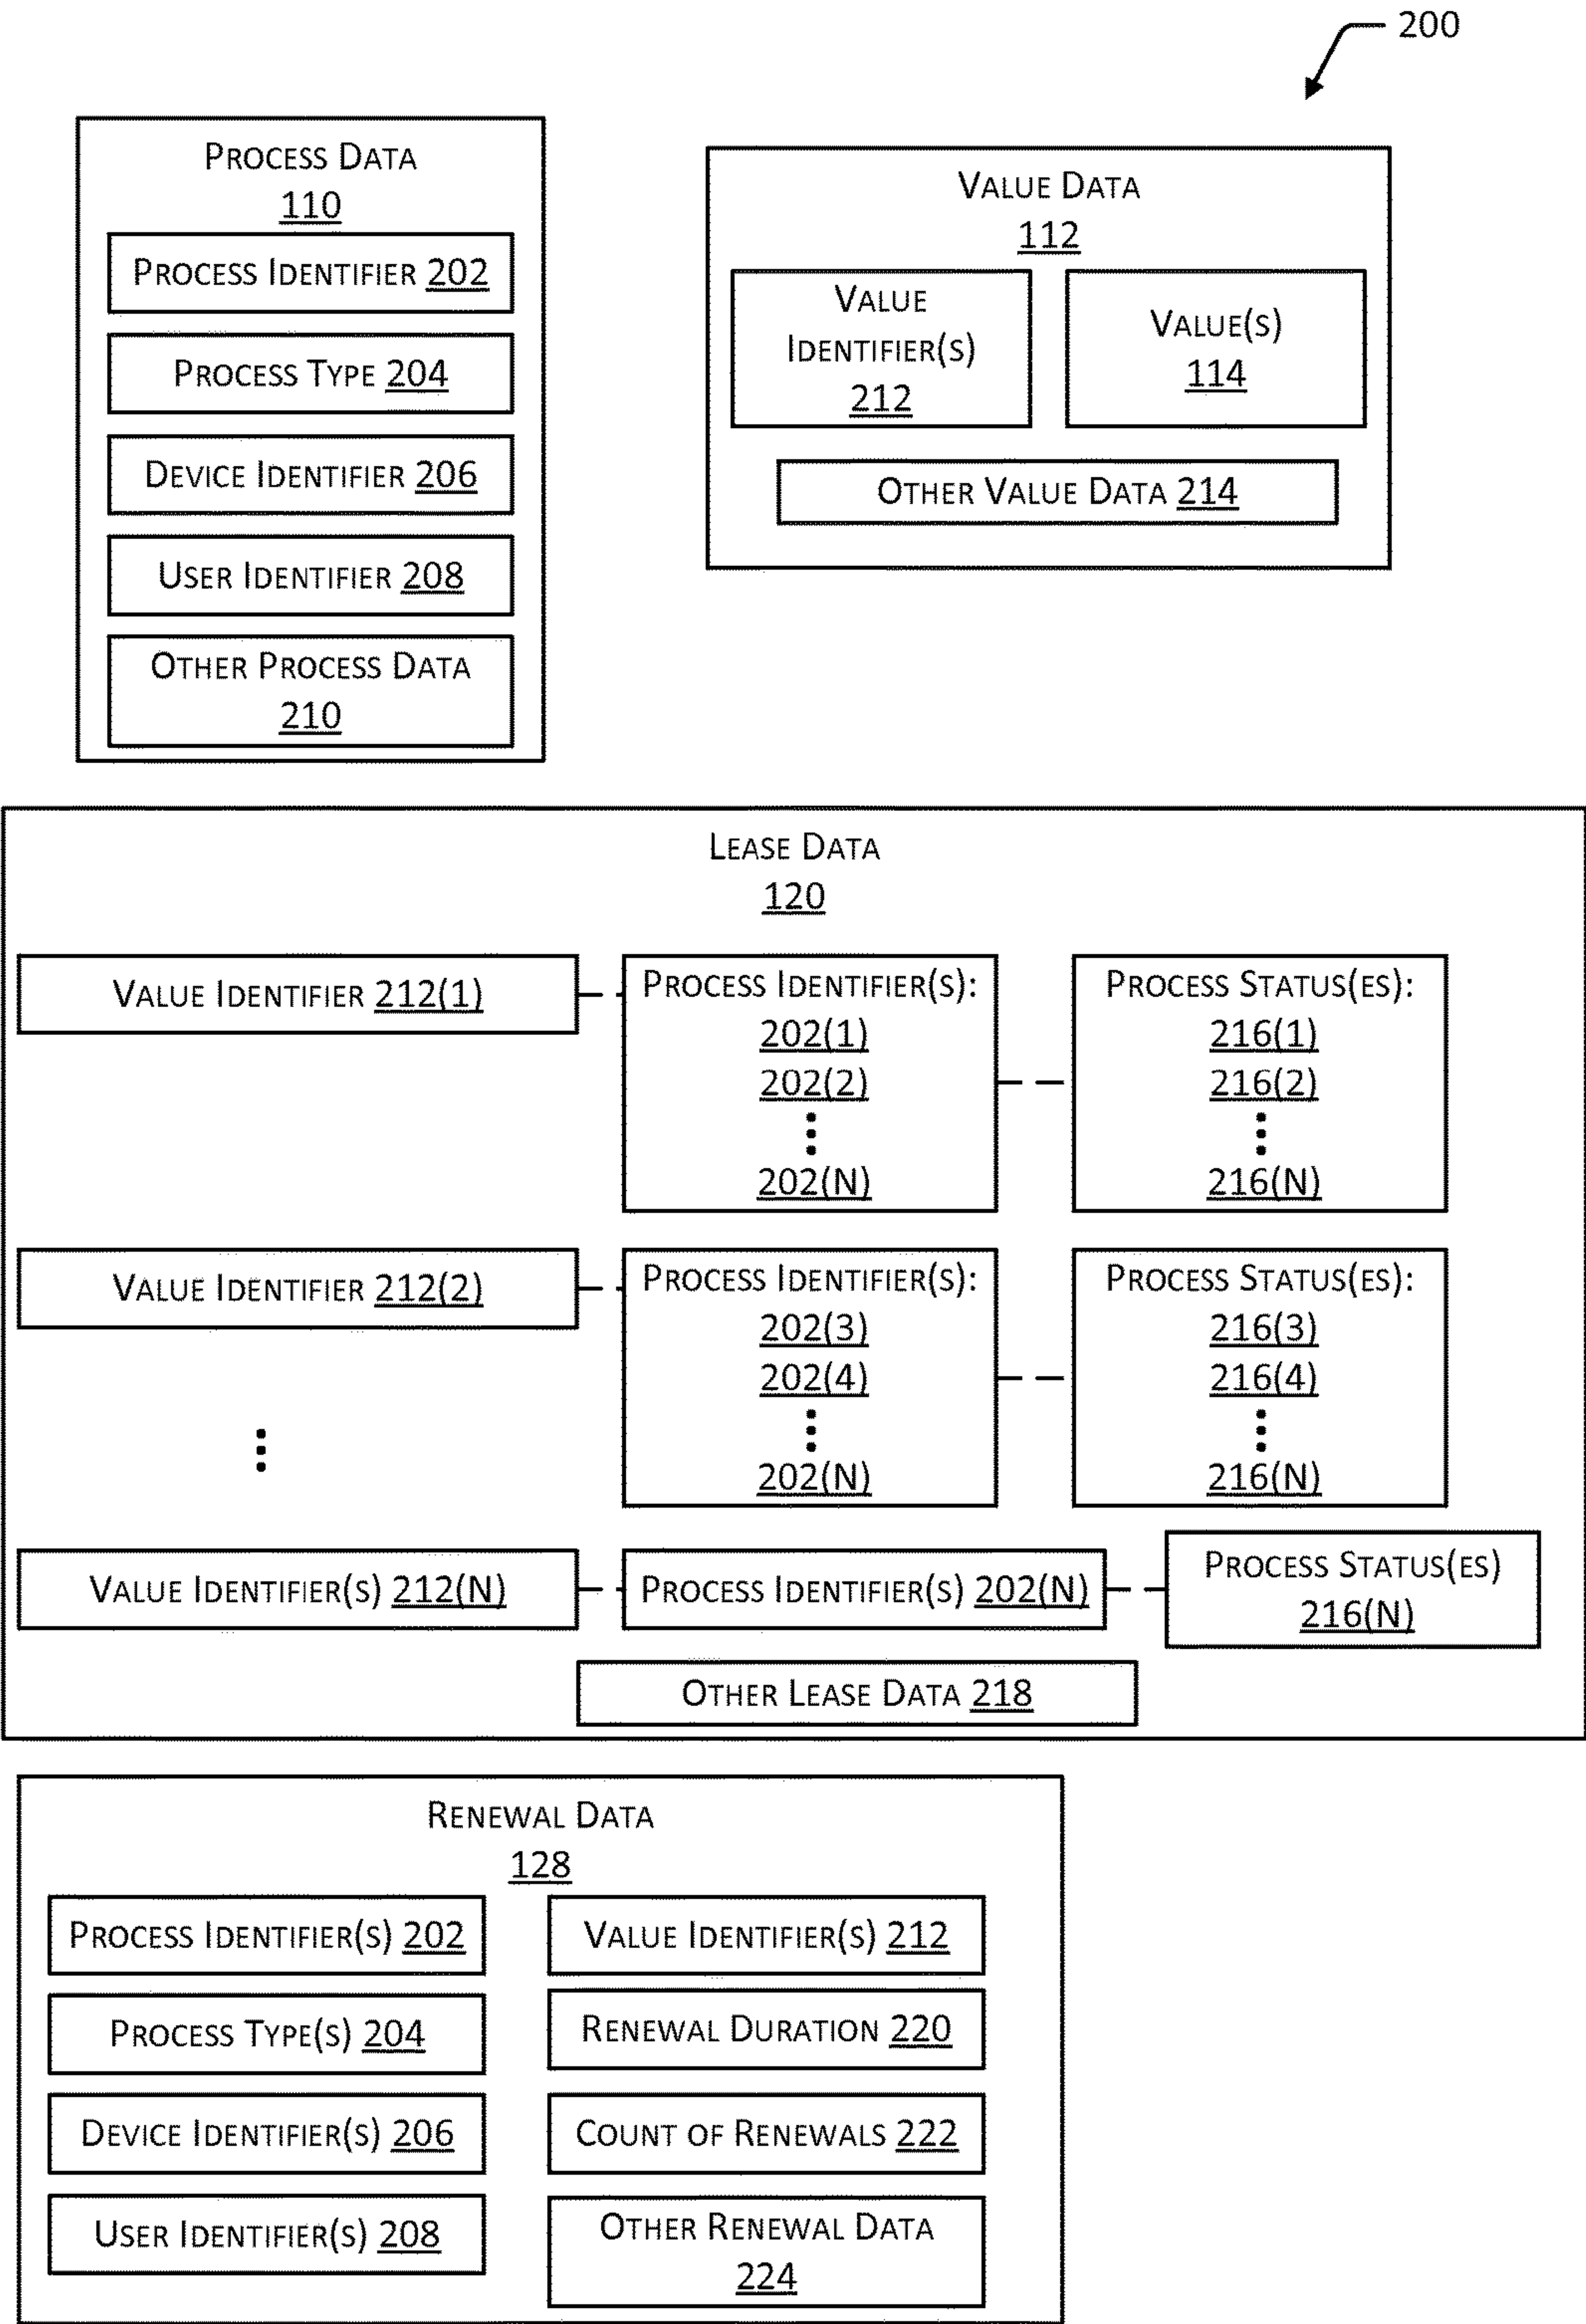 200
Process Data
110
Process Identifier 202
Process Type 204
Device Identifier 206
User Identifier 208
Other Process Data
210
Value Data
112
Value
Identifier(s)
212
Value(s)
114
Other Value Data 214
Lease Data
120
Value Identifier 212(1)
Process Identifier(s):
202(1)
202(2)
202(N)
Process Status(es):
216(1)
216(2)
216(N)
Value Identifier 212(2)
Process Identifier(s):
202(3)
202(4)
202(N)
Process Status(es):
216(3)
216(4)
216(N)
Value Identifier(s) 212(N)
Process Identifier(s) 202(N)
Process Status(es)
216(N)
Other Lease Data 218
Renewal Data
128
Process Identifier(s) 202
Process Type(s) 204
Device Identifier(s) 206
User Identifier(s) 208
Value Identifier(s) 212
Renewal Duration 220
Count of Renewals 222
Other Renewal Data
224